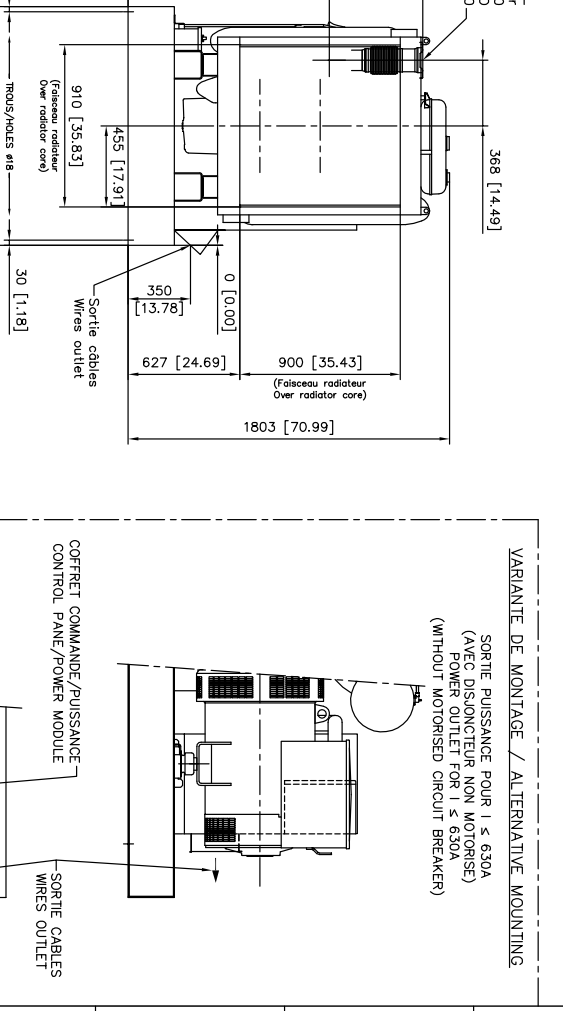 368 [14.49]
910 [35.83]
(Faisceau radiateur
Over radiator core)
455 [17.91]
TROUS/HOLES ø18
30 [1.18]
0 [0.00]
350
[13.78]
Sortie câbles
Wires outlet
627 [24.69]
900 [35.43]
(Faisceau radiateur
Over radiator core)
1803 [70.99]
VARIANTE DE MONTAGE / ALTERNATIVE MOUNTING
SORTIE PUISSANCE POUR I ≤ 630A
(AVEC DISJONCTEUR NON MOTORISE)
POWER OUTLET FOR I ≤ 630A
(WITHOUT MOTORISED CIRCUIT BREAKER)
COFFRET COMMANDE/PUISSANCE
CONTROL PANE/POWER MODULE
SORTIE CABLES
WIRES OUTLET